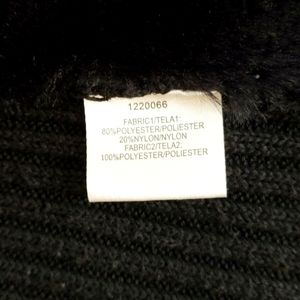 1220066
FABRIC1/TELA1:
80%POLYESTER/POLIESTER
20%NYLON/NYLON
FABRIC2/TELA2:
100%POLYESTER/POLIESTER